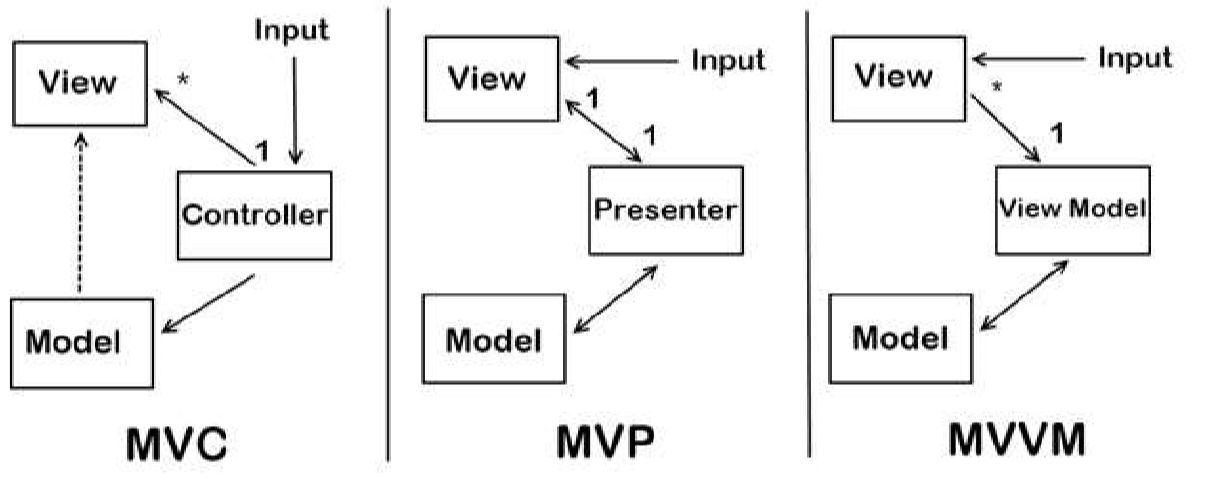 Input
View
*
1
Controller
Model
MVC
Input
View
1
1
Presenter
Model
MVP
Input
View
*
1
View Model
Model
MVVM